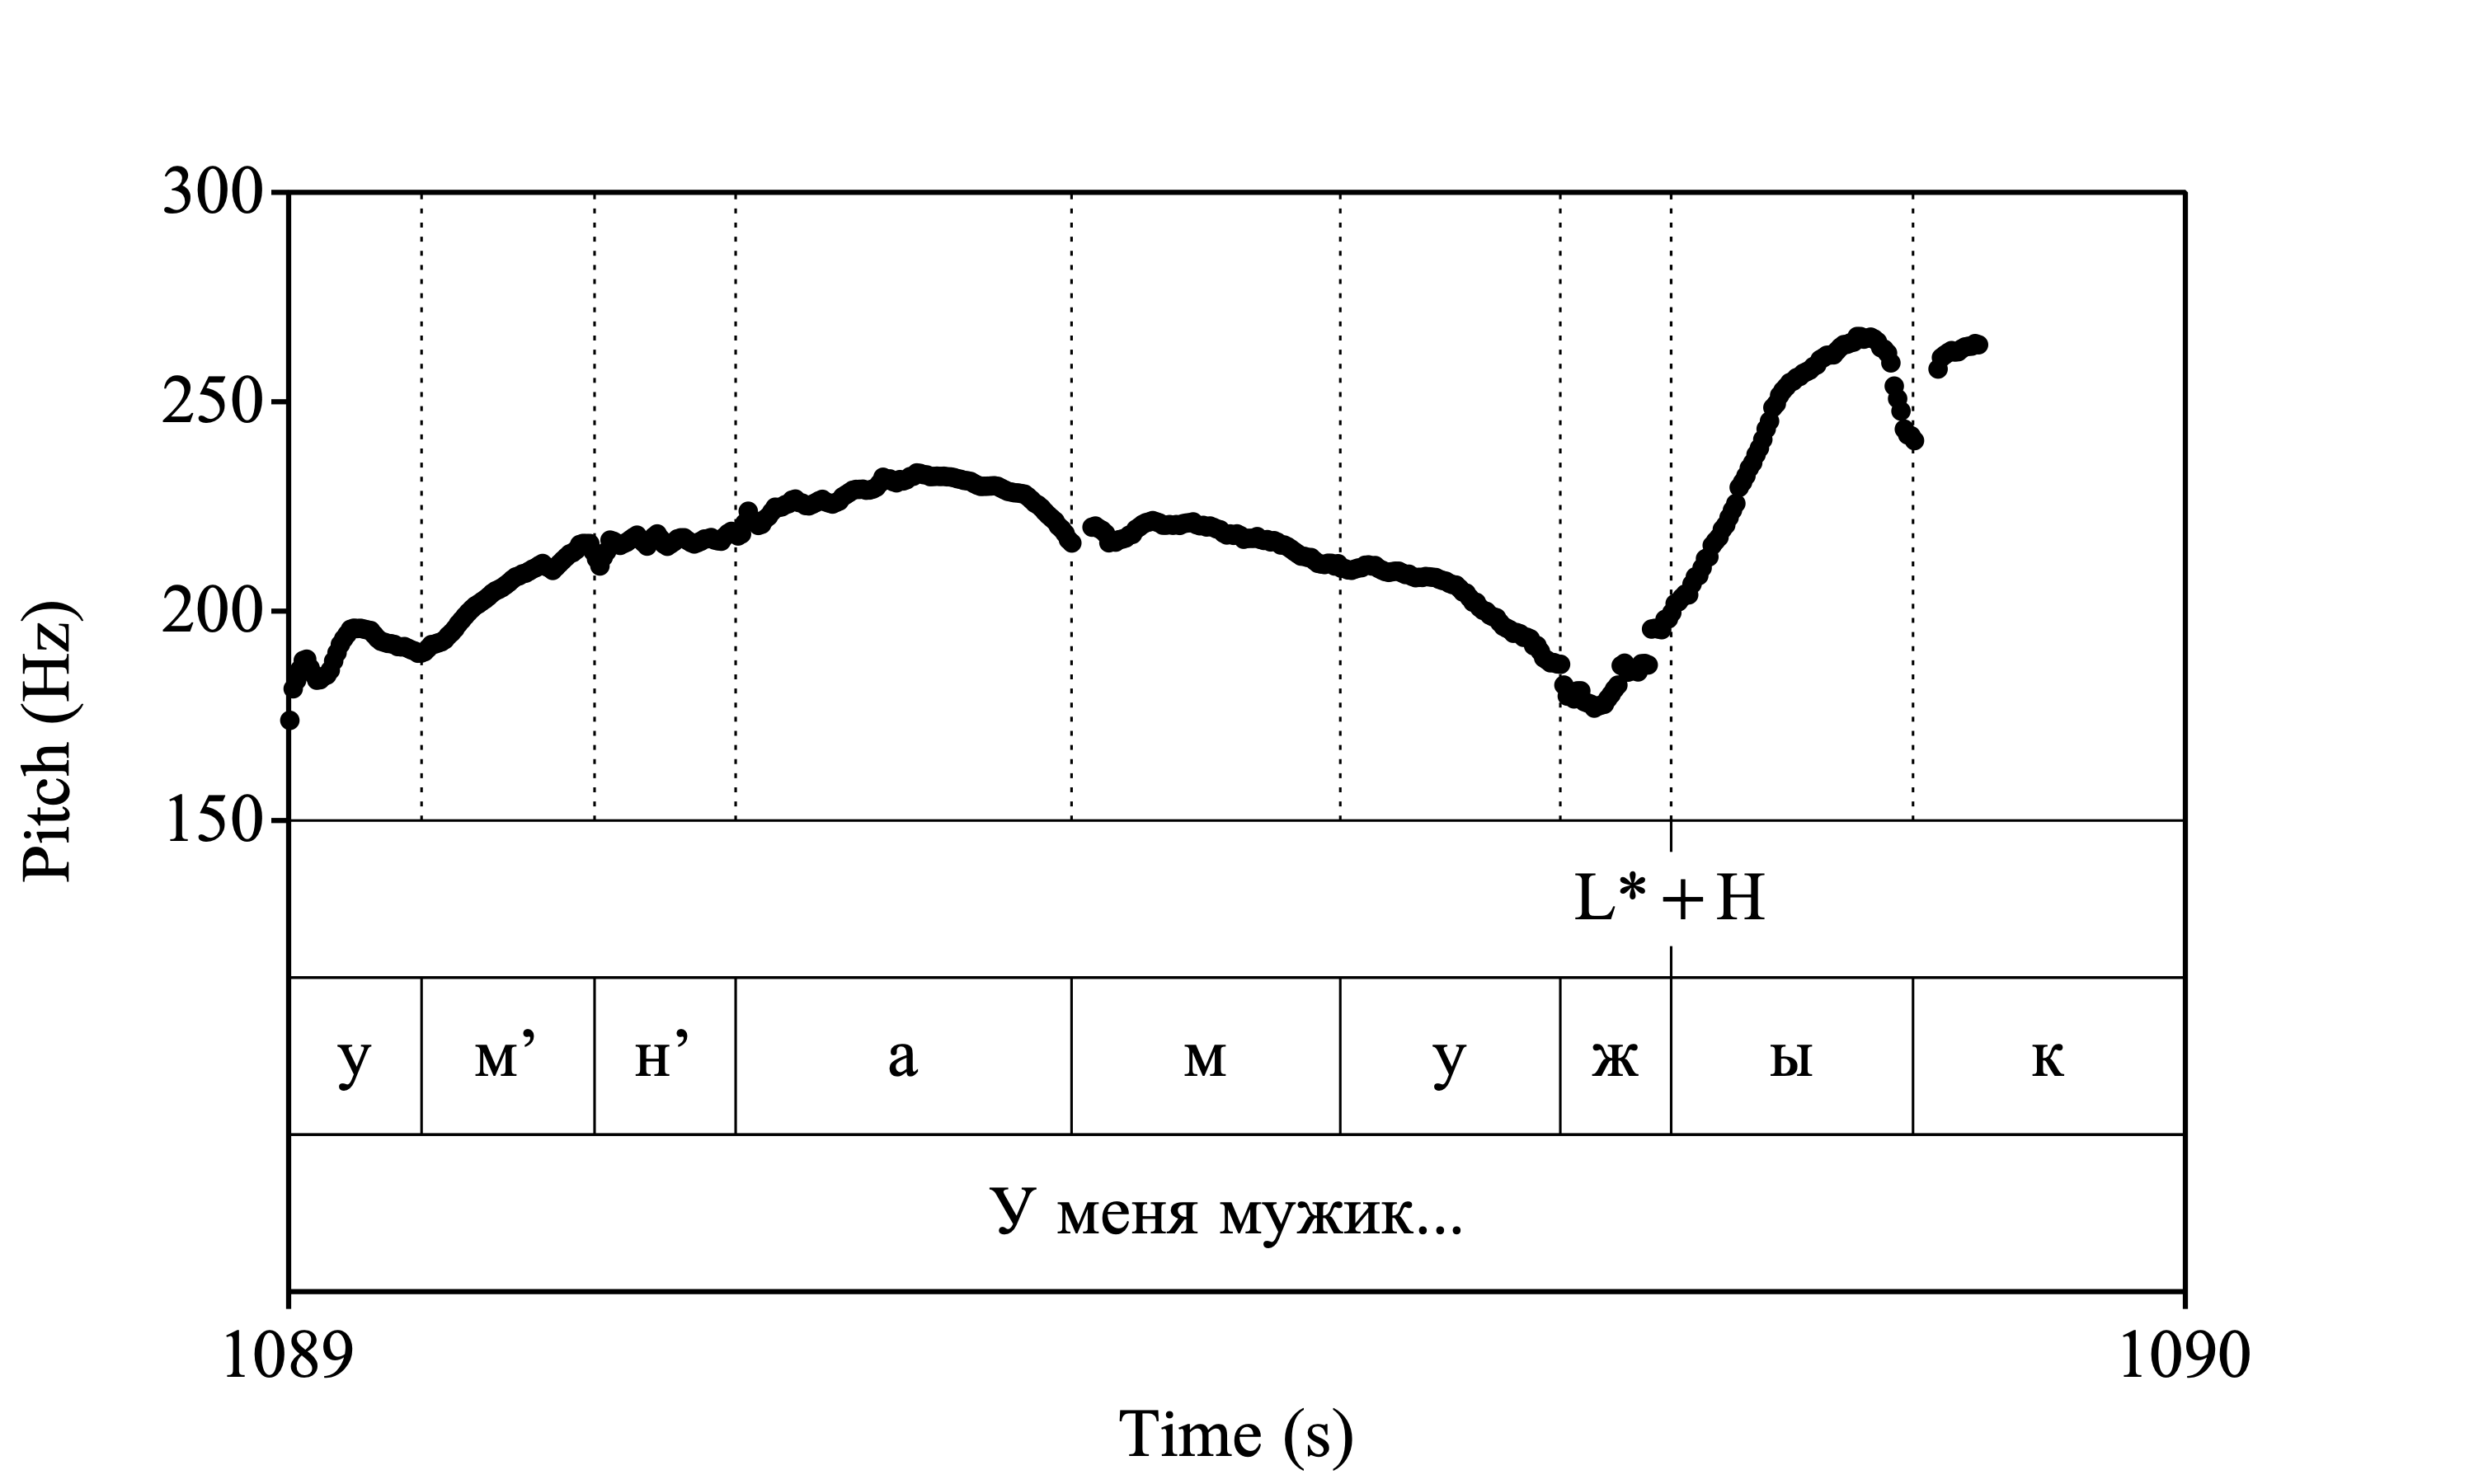 300
250
200
150
Pitch (Hz)
L*+H
у м’ н’ а м у ж ы к
У меня мужик...
1089 1090
Time (s)